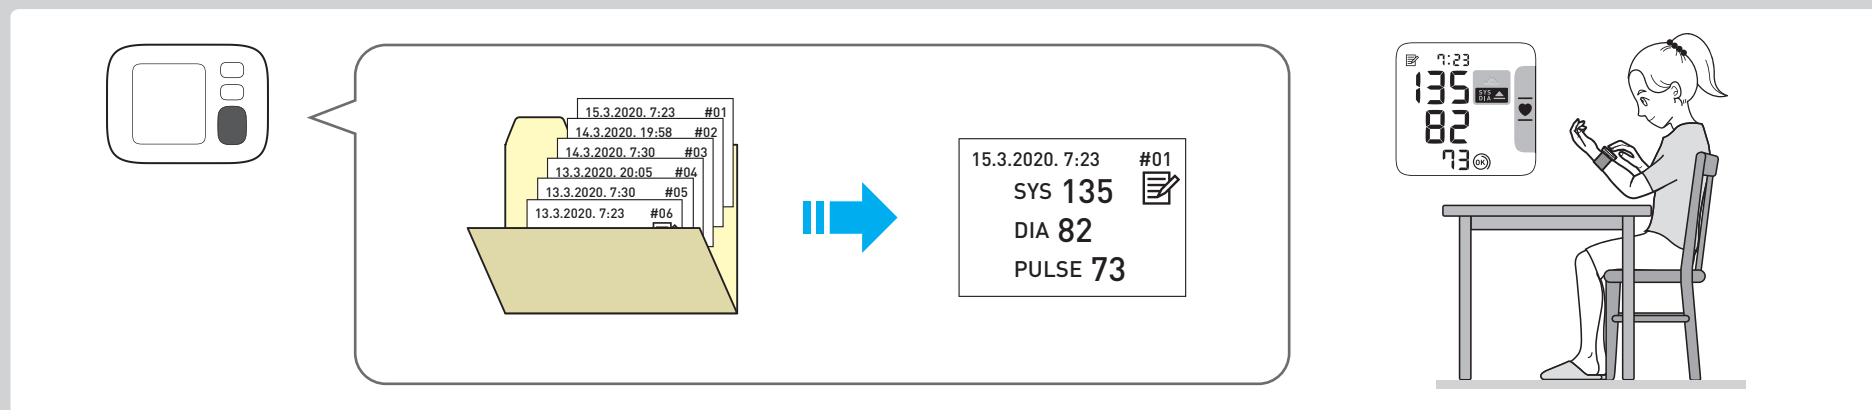 15.3.2020. 7:23 #01
14.3.2020. 19:58 #02
14.3.2020. 7:30 #03
13.3.2020. 20:05 #04
13.3.2020. 7:30 #05
13.3.2020. 7:23 #06
15.3.2020. 7:23 #01
SYS 135
DIA 82
PULSE 73
7:23
135
SYS
DIA
82
73 OK